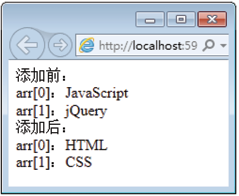 http://localhost:59
添加前：
arr[0]：JavaScript
arr[1]：jQuery
添加后：
arr[0]：HTML
arr[1]：CSS